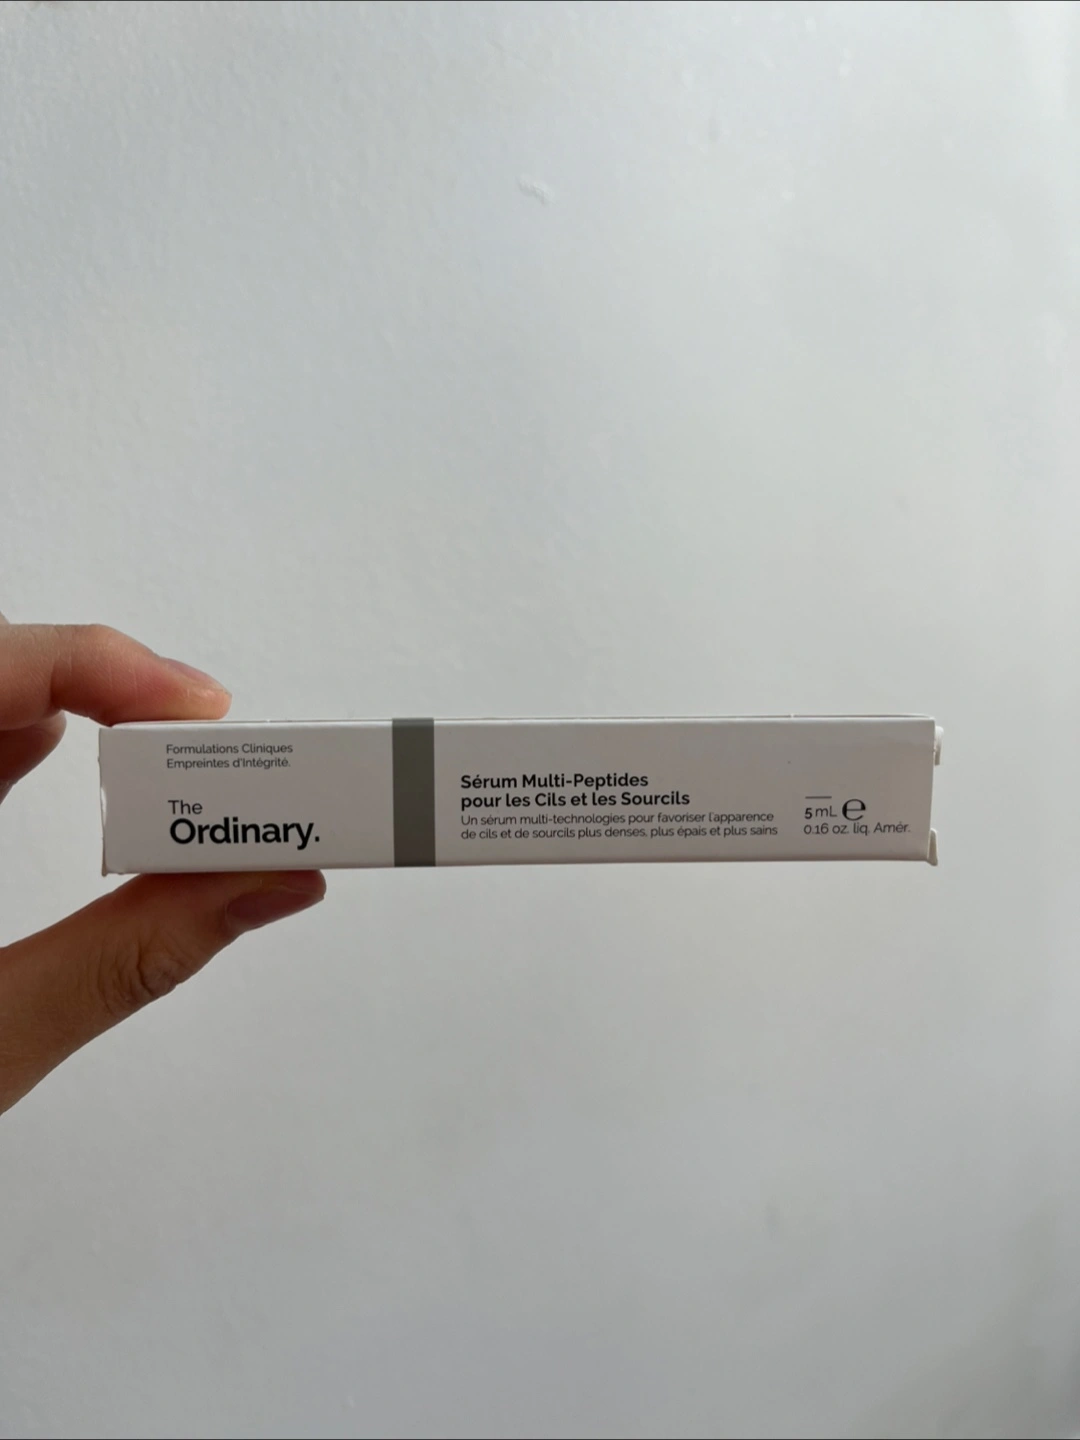 Formulations Cliniques
Empreintes d'Intégrité.
The
Ordinary.
Sérum Multi-Peptides
pour les Cils et les Sourcils
Un sérum multi-technologies pour favoriser l'apparence
de cils et de sourcils plus denses, plus épais et plus sains
5 mL ℮
0.16 oz. liq. Amér.